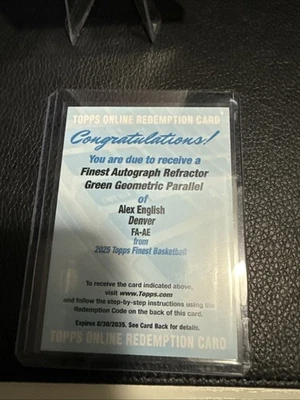 TOPPS ONLINE REDEMPTION CARD
Congratulations!
You are due to receive a
Finest Autograph Refractor
Green Geometric Parallel
of
Alex English
Denver
FA-AE
from
2025 Topps Finest Basketball
To receive the card indicated above,
visit www.Topps.com
and follow the step-by-step instructions using the
Redemption Code on the back of this card.
Expires 8/30/2035. See Card Back for details.
TOPPS ONLINE REDEMPTION CARD